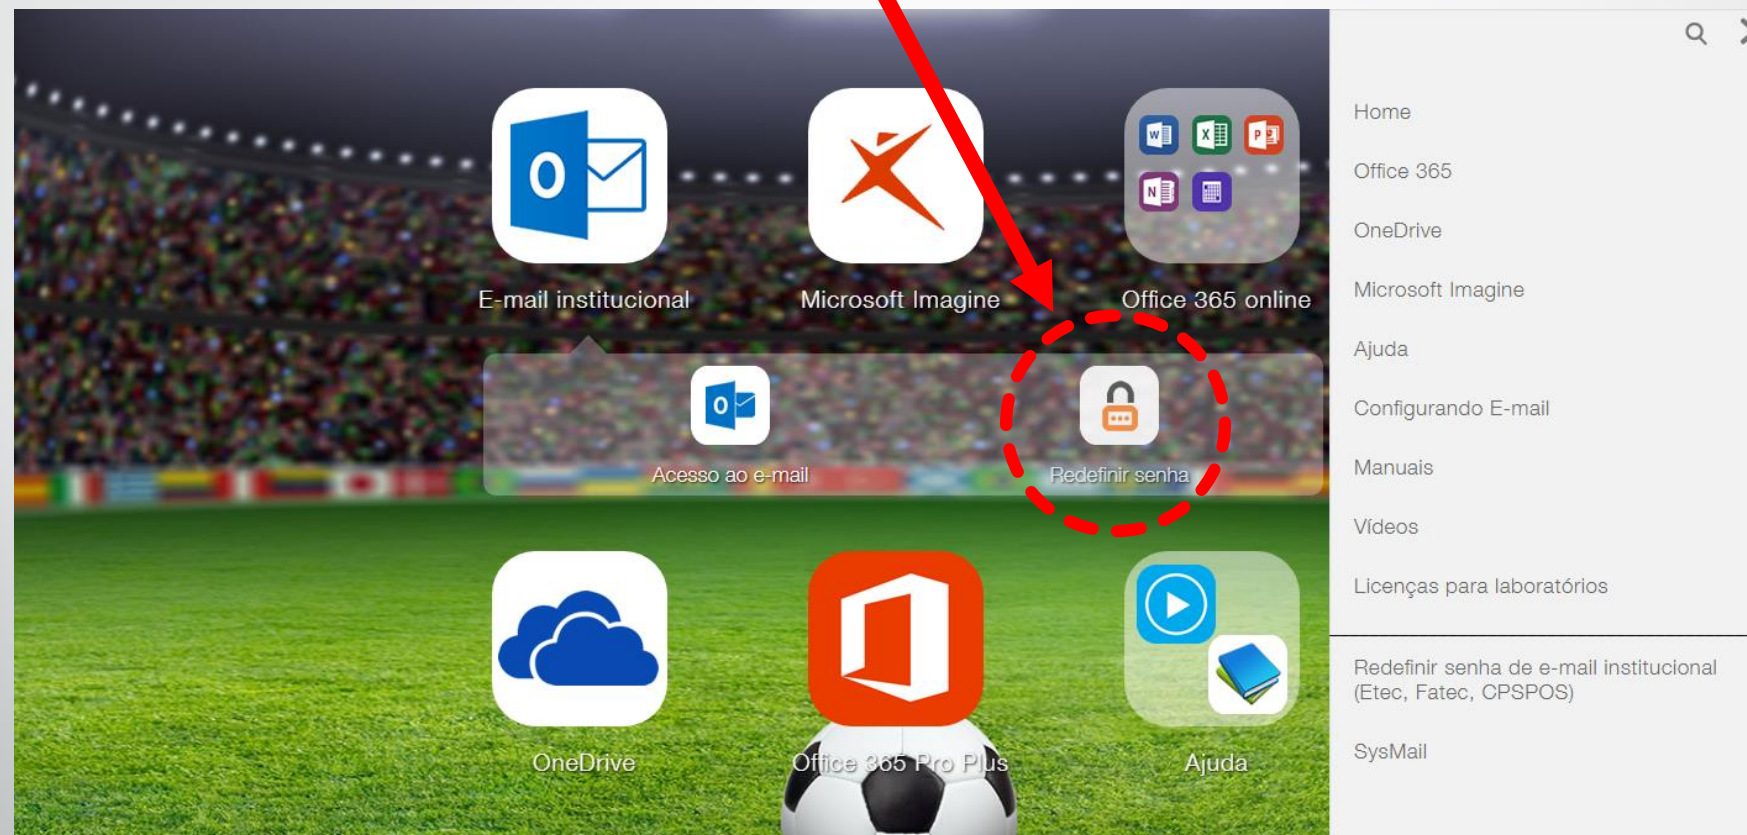 E-mail institucional
Microsoft Imagine
Office 365 online
Acesso ao e-mail
Redefinir senha
OneDrive
Office 365 Pro Plus
Ajuda
Home
Office 365
OneDrive
Microsoft Imagine
Ajuda
Configurando E-mail
Manuais
Vídeos
Licenças para laboratórios
Redefinir senha de e-mail institucional
(Etec, Fatec, CPSPOS)
SysMail